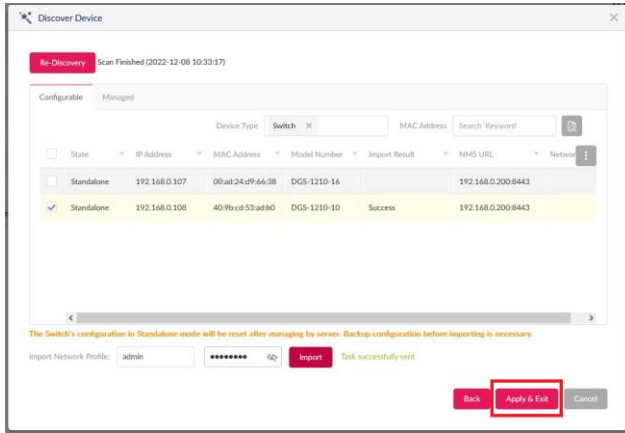 Discover Device
Re-Discovery Scan Finished (2022-12-08 10:33:17)
Configurable Managed
Device Type Switch × MAC Address Search 'Keyword'
State IP Address MAC Address Model Number Import Result NMS URL Networ
Standalone 192.168.0.107 00:ad:24:d9:66:38 DGS-1210-16 192.168.0.200:8443
Standalone 192.168.0.108 40:9b:cd:53:ad:b0 DGS-1210-10 Success 192.168.0.200:8443
The Switch's configuration in Standalone mode will be reset after managing by server. Backup configuration before importing is necessary.
Import Network Profile: admin •••••••• Import Task successfully sent
Back Apply & Exit Cancel